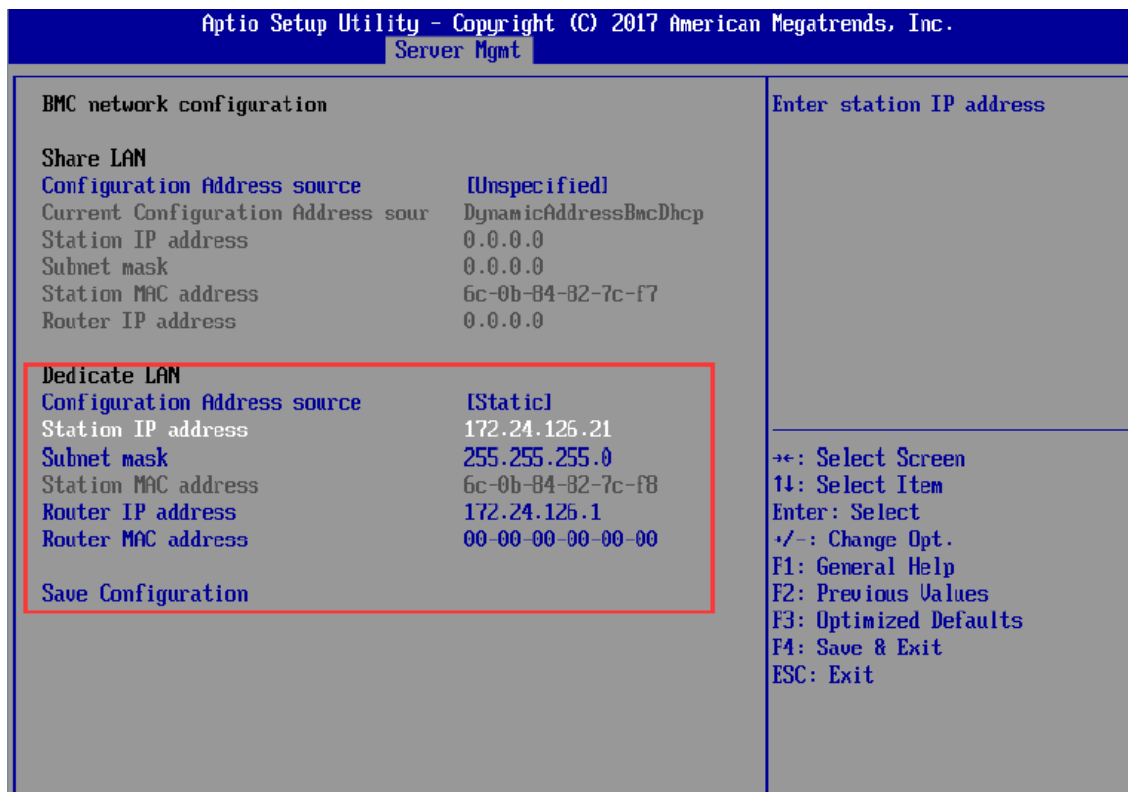 Aptio Setup Utility - Copyright (C) 2017 American Megatrends, Inc.
Server Mgmt
BMC network configuration
Share LAN
Configuration Address source [Unspecified]
Current Configuration Address sour DynamicAddressBmcDhcp
Station IP address 0.0.0.0
Subnet mask 0.0.0.0
Station MAC address 6c-0b-84-82-7c-f7
Router IP address 0.0.0.0
Dedicate LAN
Configuration Address source [Static]
Station IP address 172.24.126.21
Subnet mask 255.255.255.0
Station MAC address 6c-0b-84-82-7c-f8
Router IP address 172.24.126.1
Router MAC address 00-00-00-00-00-00
Save Configuration
Enter station IP address
→←: Select Screen
↑↓: Select Item
Enter: Select
+/-: Change Opt.
F1: General Help
F2: Previous Values
F3: Optimized Defaults
F4: Save & Exit
ESC: Exit